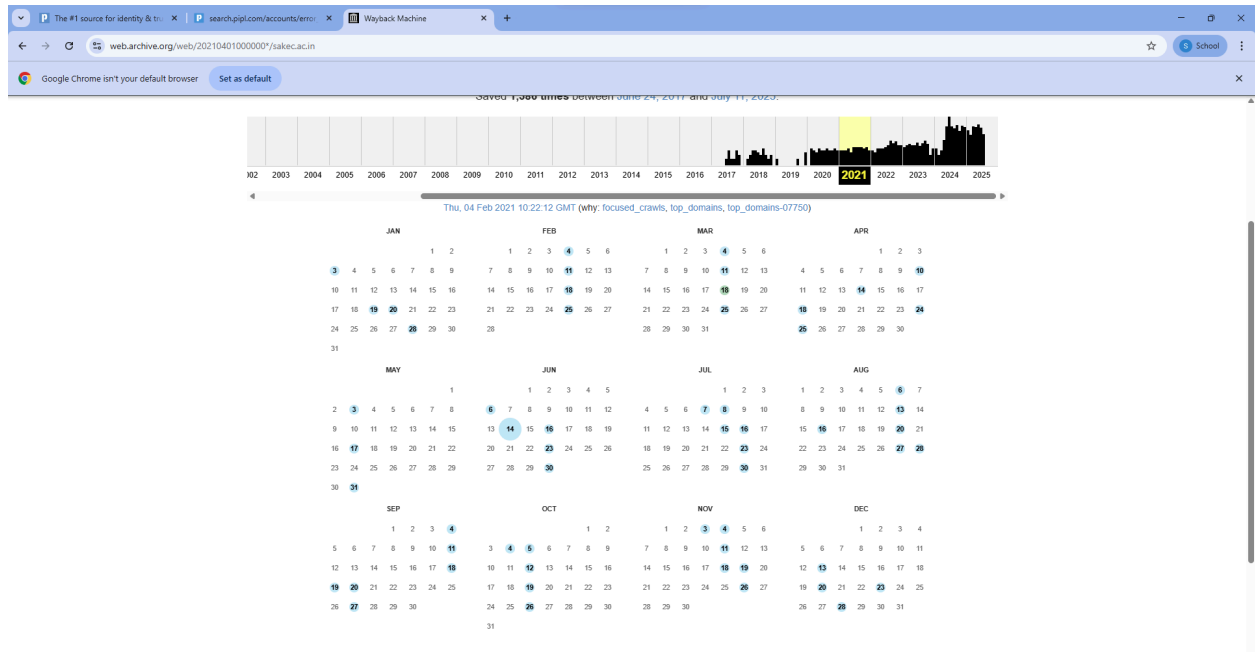 The #1 source for identity & tru
search.pipl.com/accounts/error
Wayback Machine
web.archive.org/web/20210401000000*/sakec.ac.in
S School
Google Chrome isn't your default browser Set as default
Saved 1,386 times between June 24, 2017 and July 11, 2025.
002 2003 2004 2005 2006 2007 2008 2009 2010 2011 2012 2013 2014 2015 2016 2017 2018 2019 2020 2021 2022 2023 2024 2025
Thu, 04 Feb 2021 10:22:12 GMT (why: focused_crawls, top_domains, top_domains-07750)
JAN FEB MAR APR
1 2 1 2 3 4 5 6 1 2 3 4 5 6 1 2 3
3 4 5 6 7 8 9 7 8 9 10 11 12 13 7 8 9 10 11 12 13 4 5 6 7 8 9 10
10 11 12 13 14 15 16 14 15 16 17 18 19 20 14 15 16 17 18 19 20 11 12 13 14 15 16 17
17 18 19 20 21 22 23 21 22 23 24 25 26 27 21 22 23 24 25 26 27 18 19 20 21 22 23 24
24 25 26 27 28 29 30 28 28 29 30 31 25 26 27 28 29 30
31
MAY JUN JUL AUG
1 1 2 3 4 5 1 2 3 1 2 3 4 5 6 7
2 3 4 5 6 7 8 6 7 8 9 10 11 12 4 5 6 7 8 9 10 8 9 10 11 12 13 14
9 10 11 12 13 14 15 13 14 15 16 17 18 19 11 12 13 14 15 16 17 15 16 17 18 19 20 21
16 17 18 19 20 21 22 20 21 22 23 24 25 26 18 19 20 21 22 23 24 22 23 24 25 26 27 28
23 24 25 26 27 28 29 27 28 29 30 25 26 27 28 29 30 31 29 30 31
30 31
SEP OCT NOV DEC
1 2 3 4 1 2 1 2 3 4 5 6 1 2 3 4
5 6 7 8 9 10 11 3 4 5 6 7 8 9 7 8 9 10 11 12 13 5 6 7 8 9 10 11
12 13 14 15 16 17 18 10 11 12 13 14 15 16 14 15 16 17 18 19 20 12 13 14 15 16 17 18
19 20 21 22 23 24 25 17 18 19 20 21 22 23 21 22 23 24 25 26 27 19 20 21 22 23 24 25
26 27 28 29 30 24 25 26 27 28 29 30 28 29 30 26 27 28 29 30 31
31